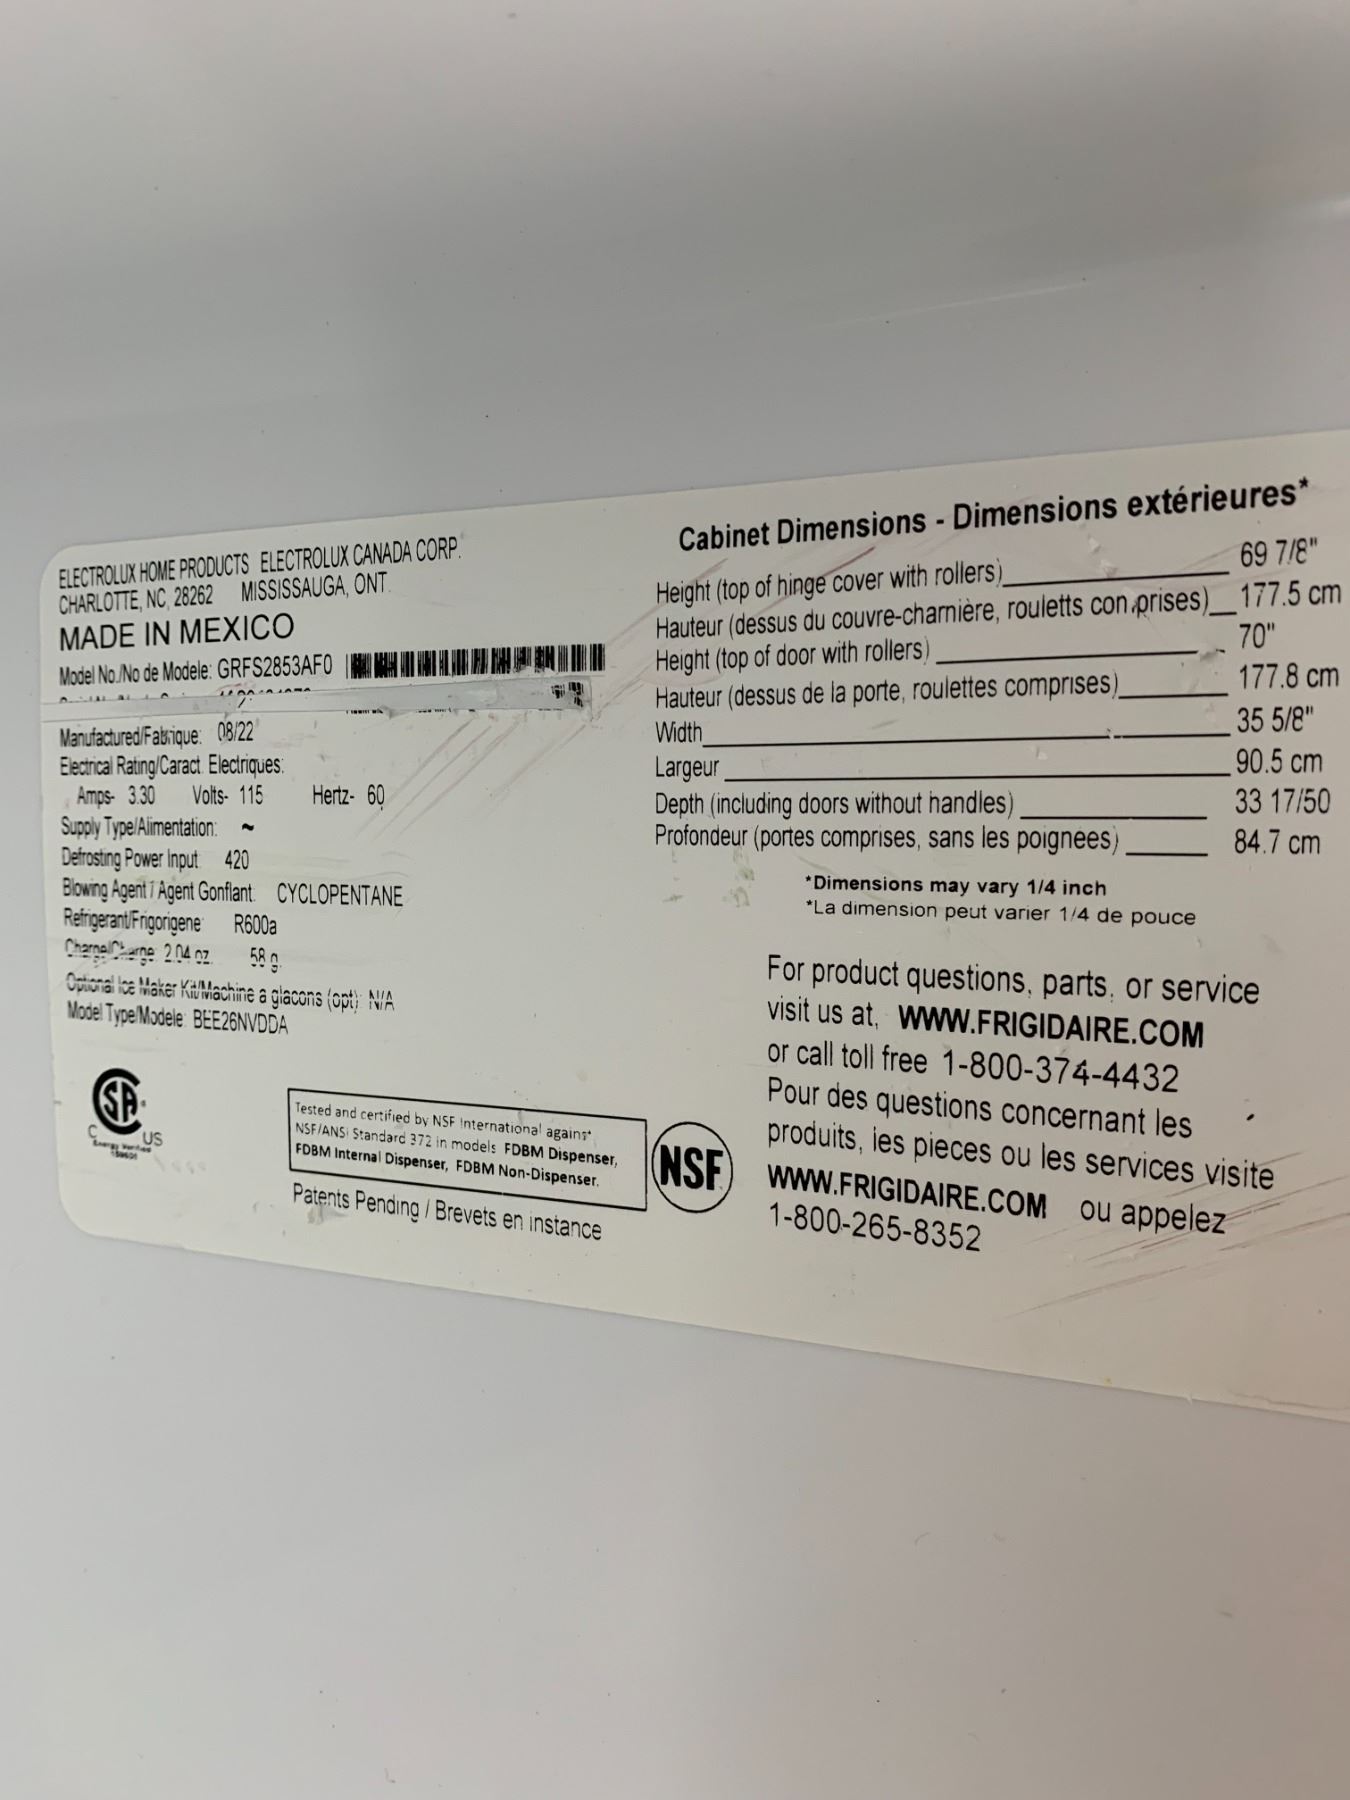 ELECTROLUX HOME PRODUCTS ELECTROLUX CANADA CORP.
CHARLOTTE, NC, 28262 MISSISSAUGA, ONT.
MADE IN MEXICO
Model No./No de Modele: GRFS2853AF0
Manufactured/Fabrique: 08/22
Electrical Rating/Caract. Electriques:
Amps- 3.30 Volts- 115 Hertz- 60
Supply Type/Alimentation: ~
Defrosting Power Input: 420
Blowing Agent / Agent Gonflant: CYCLOPENTANE
Refrigerant/Frigorigene: R600a
Charge/Charge: 2.04 oz. 58 g.
Optional Ice Maker Kit/Machine a glacons (opt): N/A
Model Type/Modele: BEE26NVDDA
SA
C US
Energy Verified
Tested and certified by NSF International against
NSF/ANSI Standard 372 in models FDBM Dispenser,
FDBM Internal Dispenser, FDBM Non-Dispenser.
NSF
Patents Pending / Brevets en instance
Cabinet Dimensions - Dimensions extérieures*
Height (top of hinge cover with rollers) 69 7/8"
Hauteur (dessus du couvre-charnière, rouletts comprises) 177.5 cm
Height (top of door with rollers) 70"
Hauteur (dessus de la porte, roulettes comprises) 177.8 cm
Width 35 5/8"
Largeur 90.5 cm
Depth (including doors without handles) 33 17/50
Profondeur (portes comprises, sans les poignees) 84.7 cm
*Dimensions may vary 1/4 inch
*La dimension peut varier 1/4 de pouce
For product questions, parts, or service
visit us at, WWW.FRIGIDAIRE.COM
or call toll free 1-800-374-4432
Pour des questions concernant les
produits, les pieces ou les services visite
WWW.FRIGIDAIRE.COM ou appelez
1-800-265-8352